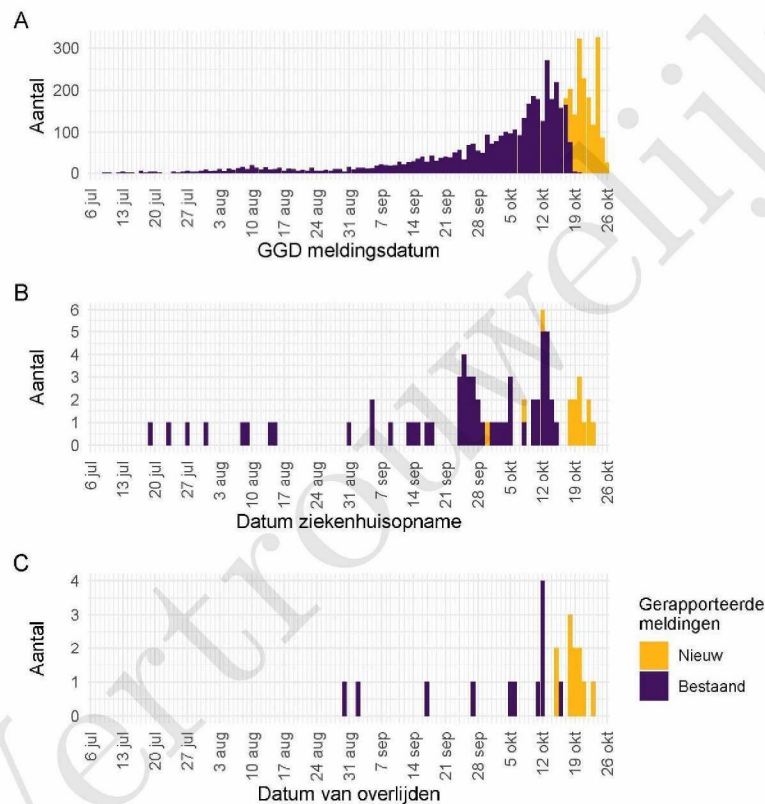 A
300
200
100
0
Aantal
6 jul
13 jul
20 jul
27 jul
3 aug
10 aug
17 aug
24 aug
31 aug
7 sep
14 sep
21 sep
28 sep
5 okt
12 okt
19 okt
26 okt
GGD meldingsdatum
B
6
5
4
3
2
1
0
Aantal
6 jul
13 jul
20 jul
27 jul
3 aug
10 aug
17 aug
24 aug
31 aug
7 sep
14 sep
21 sep
28 sep
5 okt
12 okt
19 okt
26 okt
Datum ziekenhuisopname
C
4
3
2
1
0
Aantal
6 jul
13 jul
20 jul
27 jul
3 aug
10 aug
17 aug
24 aug
31 aug
7 sep
14 sep
21 sep
28 sep
5 okt
12 okt
19 okt
26 okt
Datum van overlijden
Gerapporteerde
meldingen
Nieuw
Bestaand
Vertrouwelijk